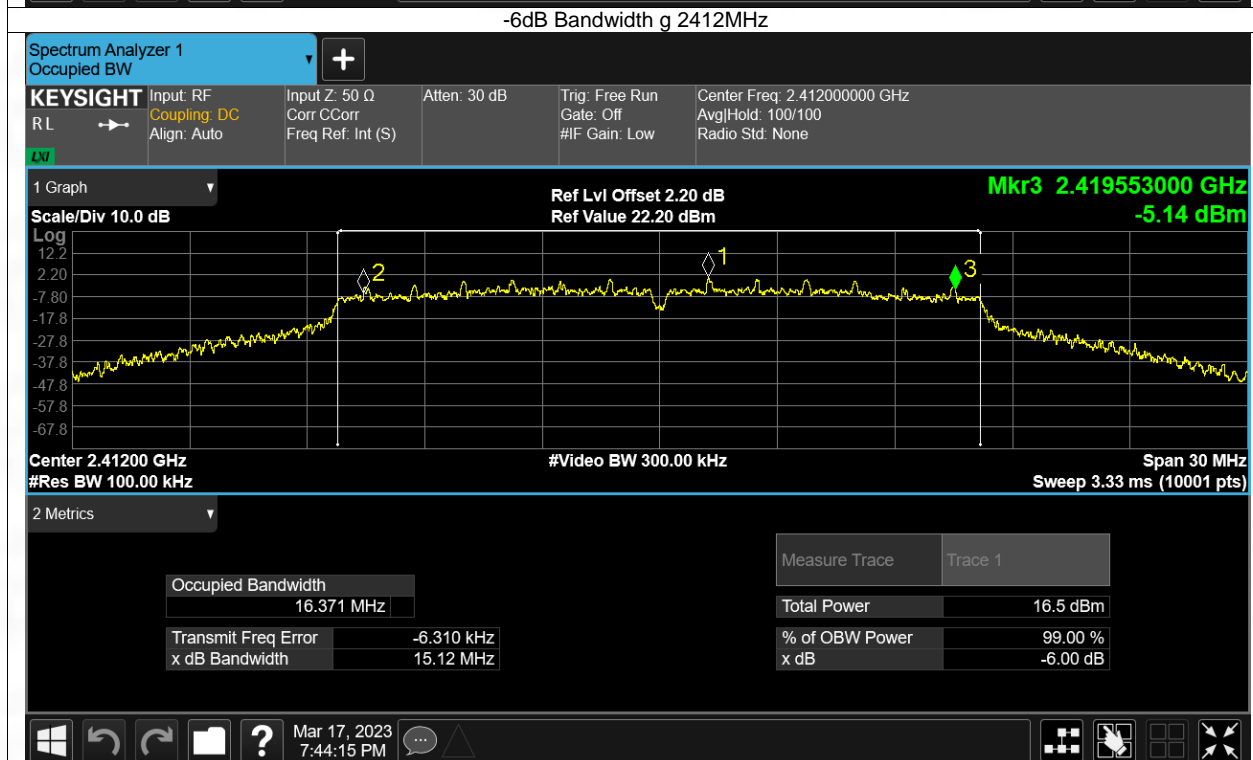 -6dB Bandwidth g 2412MHz
Spectrum Analyzer 1
Occupied BW
+
KEYSIGHT
RL
LXI
Input: RF
Coupling: DC
Align: Auto
Input Z: 50 Ω
Corr CCorr
Freq Ref: Int (S)
Atten: 30 dB
Trig: Free Run
Gate: Off
#IF Gain: Low
Center Freq: 2.412000000 GHz
Avg|Hold: 100/100
Radio Std: None
1 Graph
Scale/Div 10.0 dB
Ref Lvl Offset 2.20 dB
Ref Value 22.20 dBm
Mkr3 2.419553000 GHz
-5.14 dBm
Log
12.2
2.20
-7.80
-17.8
-27.8
-37.8
-47.8
-57.8
-67.8
2
1
3
Center 2.41200 GHz
#Video BW 300.00 kHz
Span 30 MHz
#Res BW 100.00 kHz
Sweep 3.33 ms (10001 pts)
2 Metrics
Measure Trace Trace 1
Occupied Bandwidth
16.371 MHz
Total Power 16.5 dBm
Transmit Freq Error -6.310 kHz
% of OBW Power 99.00 %
x dB Bandwidth 15.12 MHz
x dB -6.00 dB
?
Mar 17, 2023
7:44:15 PM